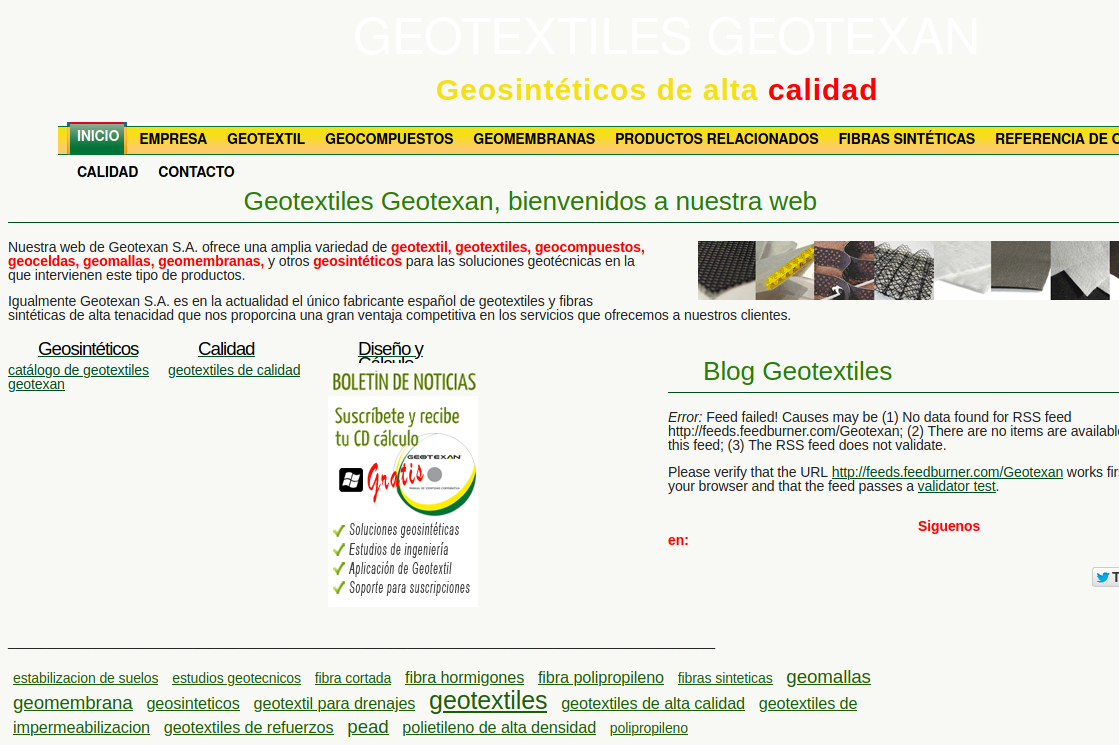 GEOTEXTILES GEOTEXAN
Geosintéticos de alta calidad
INICIO EMPRESA GEOTEXTIL GEOCOMPUESTOS GEOMEMBRANAS PRODUCTOS RELACIONADOS FIBRAS SINTÉTICAS REFERENCIA DE
CALIDAD CONTACTO
Geotextiles Geotexan, bienvenidos a nuestra web
Nuestra web de Geotexan S.A. ofrece una amplia variedad de geotextil, geotextiles, geocompuestos,
geoceldas, geomallas, geomembranas, y otros geosintéticos para las soluciones geotécnicas en la
que intervienen este tipo de productos.
Igualmente Geotexan S.A. es en la actualidad el único fabricante español de geotextiles y fibras
sintéticas de alta tenacidad que nos proporcina una gran ventaja competitiva en los servicios que ofrecemos a nuestros clientes.
Geosintéticos
catálogo de geotextiles
geotexan
Calidad
geotextiles de calidad
Diseño y
Cálculo
BOLETÍN DE NOTICIAS
Suscríbete y recibe
tu CD cálculo
GEOTEXAN
Gratis
Soluciones geosintéticas
Estudios de ingeniería
Aplicación de Geotextil
Soporte para suscripciones
Blog Geotextiles
Error: Feed failed! Causes may be (1) No data found for RSS feed
http://feeds.feedburner.com/Geotexan; (2) There are no items are available
this feed; (3) The RSS feed does not validate.
Please verify that the URL http://feeds.feedburner.com/Geotexan works
your browser and that the feed passes a validator test.
Siguenos
en:
estabilizacion de suelos estudios geotecnicos fibra cortada fibra hormigones fibra polipropileno fibras sinteticas geomallas
geomembrana geosinteticos geotextil para drenajes geotextiles geotextiles de alta calidad geotextiles de
impermeabilizacion geotextiles de refuerzos pead polietileno de alta densidad polipropileno